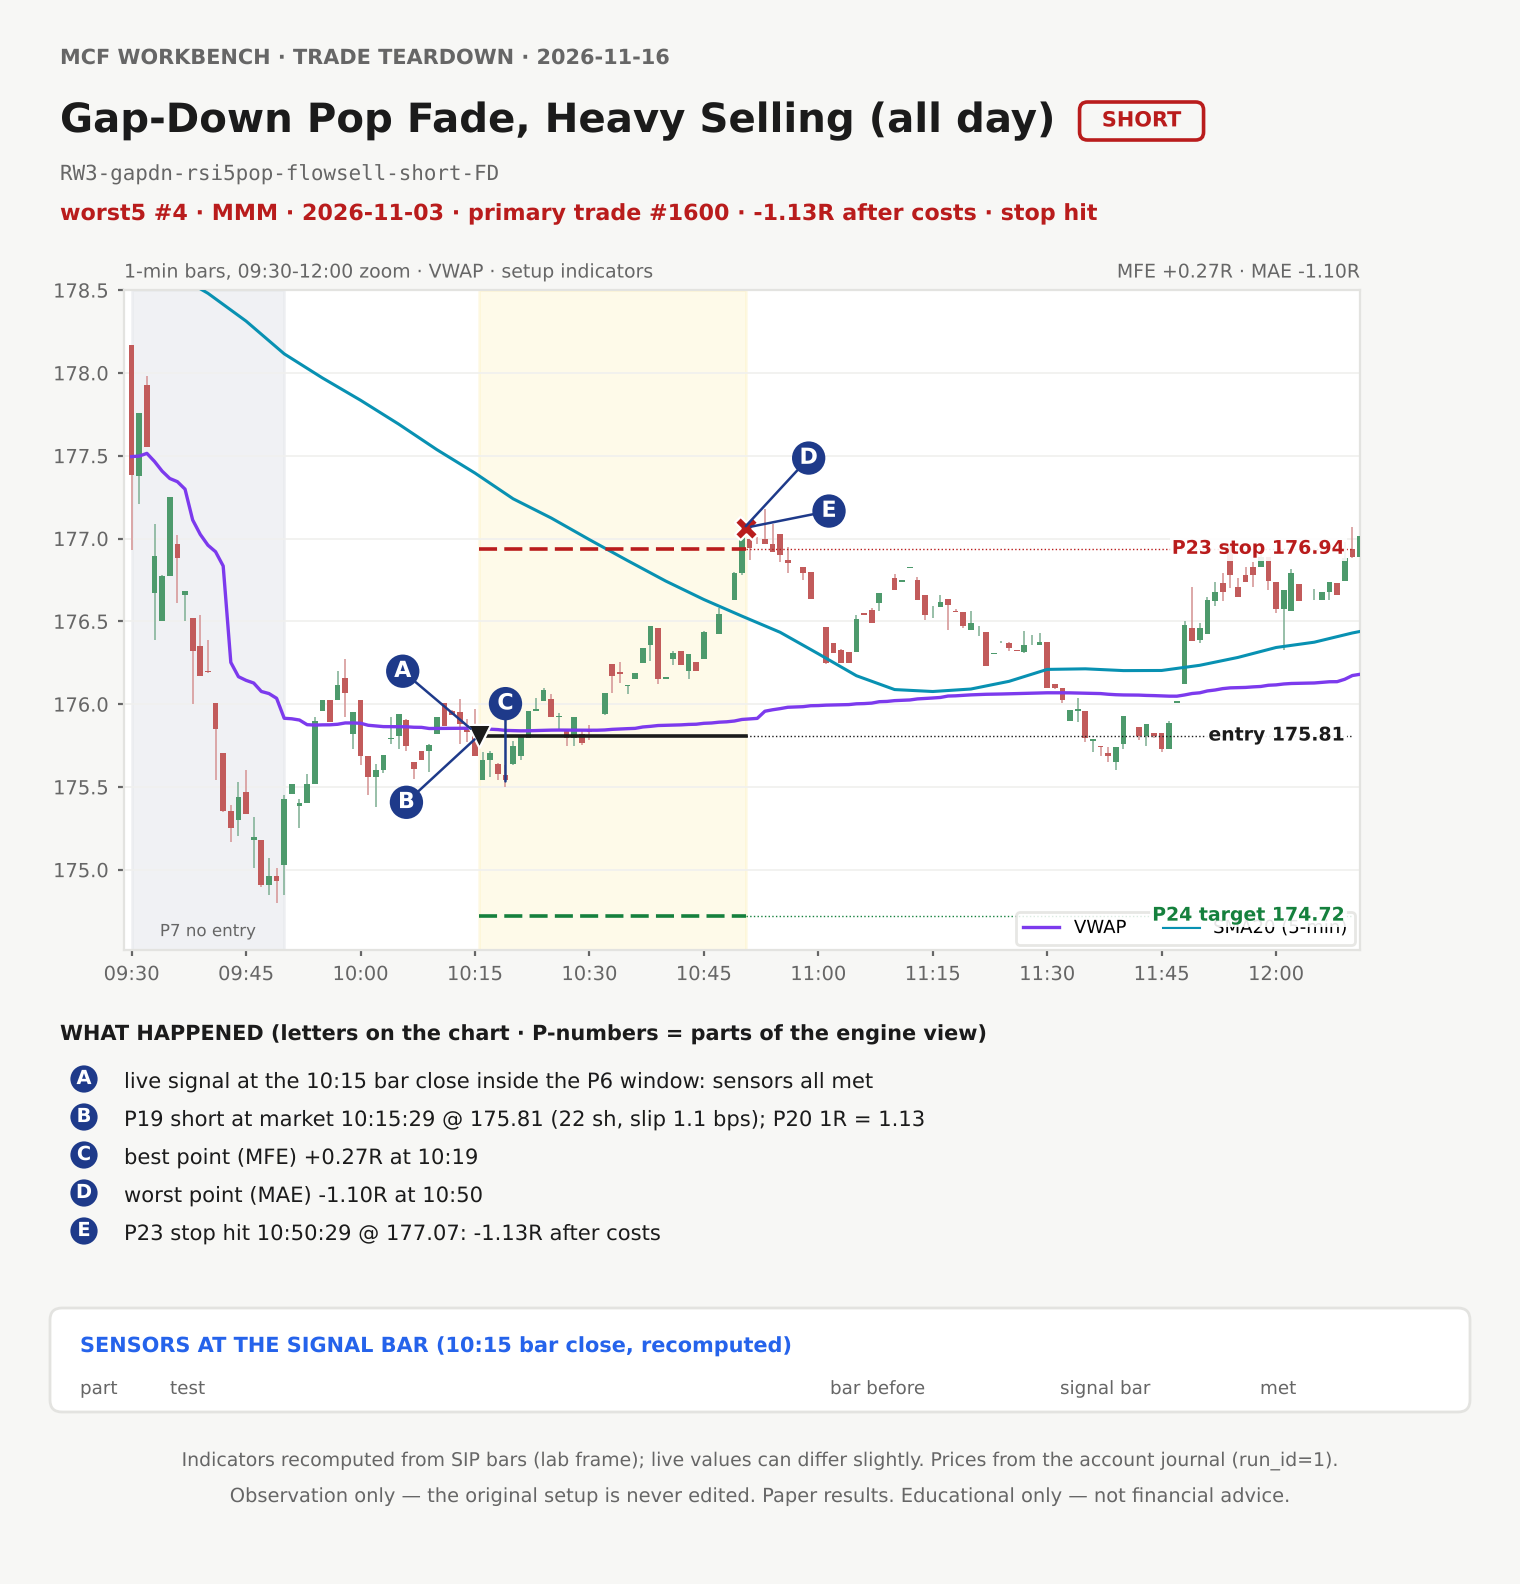 MCF WORKBENCH · TRADE TEARDOWN · 2026-11-16
Gap-Down Pop Fade, Heavy Selling (all day) SHORT
RW3-gapdn-rsi5pop-flowsell-short-FD
worst5 #4 · MMM · 2026-11-03 · primary trade #1600 · -1.13R after costs · stop hit
1-min bars, 09:30-12:00 zoom · VWAP · setup indicators MFE +0.27R · MAE -1.10R
178.5
178.0
177.5
177.0
176.5
176.0
175.5
175.0
D
E
A
C
B
P23 stop 176.94
entry 175.81
P24 target 174.72
P7 no entry
VWAP SMA20 (5-min)
09:30 09:45 10:00 10:15 10:30 10:45 11:00 11:15 11:30 11:45 12:00
WHAT HAPPENED (letters on the chart · P-numbers = parts of the engine view)
A live signal at the 10:15 bar close inside the P6 window: sensors all met
B P19 short at market 10:15:29 @ 175.81 (22 sh, slip 1.1 bps); P20 1R = 1.13
C best point (MFE) +0.27R at 10:19
D worst point (MAE) -1.10R at 10:50
E P23 stop hit 10:50:29 @ 177.07: -1.13R after costs
SENSORS AT THE SIGNAL BAR (10:15 bar close, recomputed)
part test bar before signal bar met
Indicators recomputed from SIP bars (lab frame); live values can differ slightly. Prices from the account journal (run_id=1).
Observation only — the original setup is never edited. Paper results. Educational only — not financial advice.